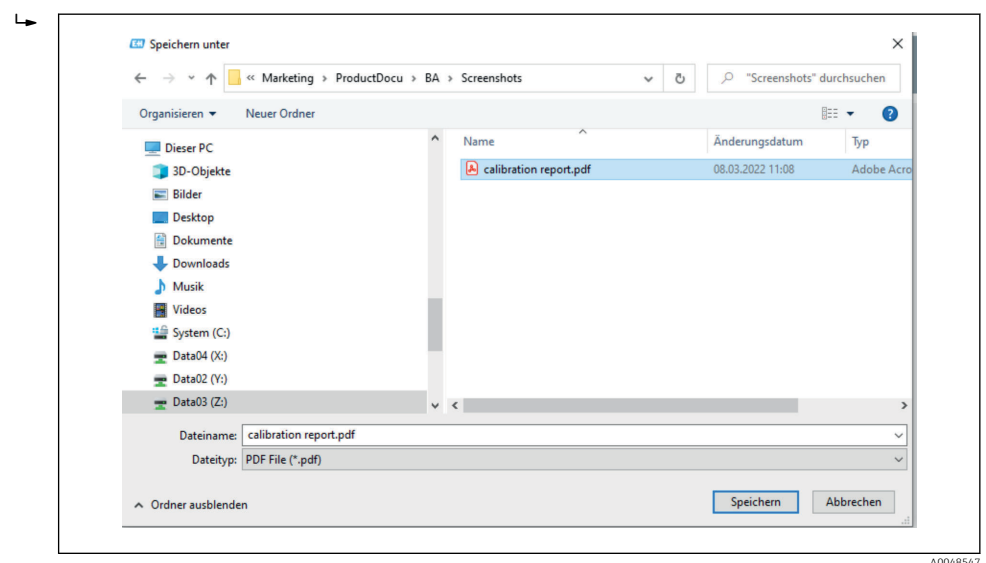 Speichern unter
« Marketing › ProductDocu › BA › Screenshots
"Screenshots" durchsuchen
Organisieren
Neuer Ordner
Dieser PC
3D-Objekte
Bilder
Desktop
Dokumente
Downloads
Musik
Videos
System (C:)
Data04 (X:)
Data02 (Y:)
Data03 (Z:)
Name Änderungsdatum Typ
calibration report.pdf 08.03.2022 11:08 Adobe Acro
Dateiname: calibration report.pdf
Dateityp: PDF File (*.pdf)
Ordner ausblenden
Speichern Abbrechen
A0048547